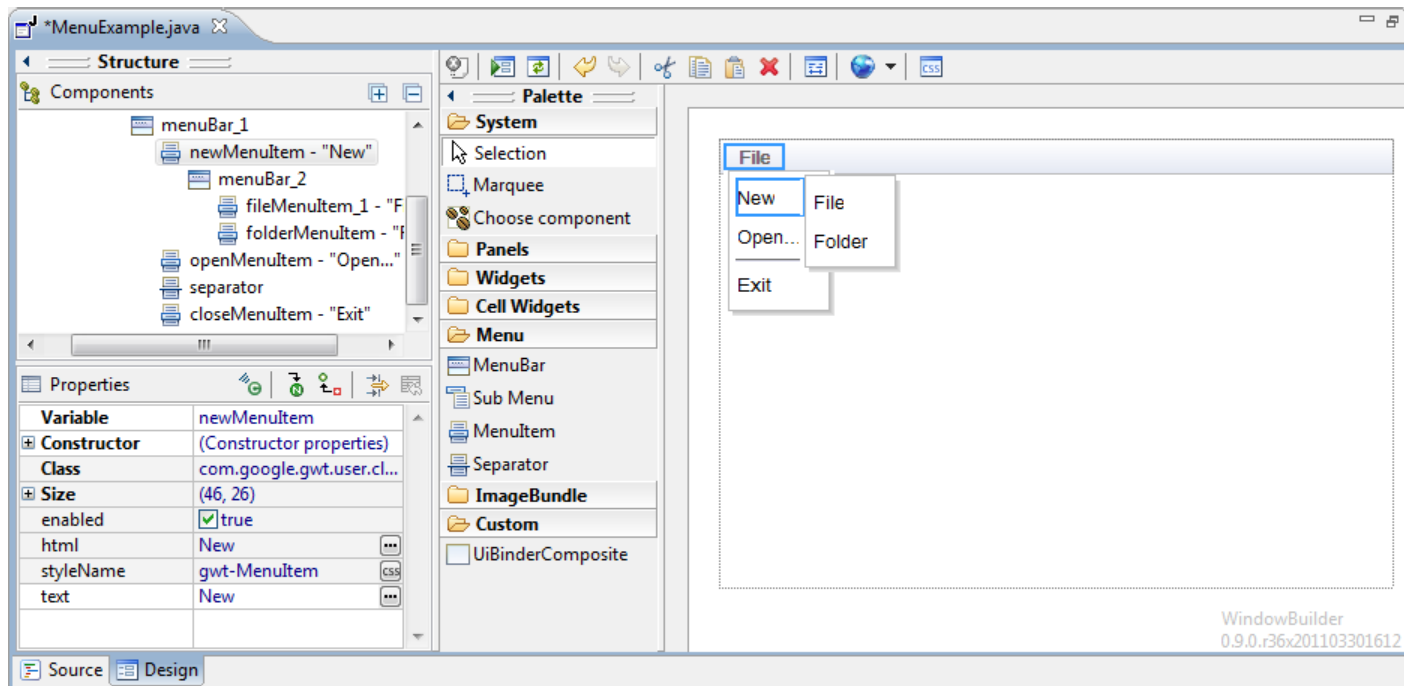 *MenuExample.java
Structure
Components
menuBar_1
newMenuItem - "New"
menuBar_2
fileMenuItem_1 - "F
folderMenuItem - "F
openMenuItem - "Open..."
separator
closeMenuItem - "Exit"
Properties
Variable newMenuItem
Constructor (Constructor properties)
Class com.google.gwt.user.cl...
Size (46, 26)
enabled true
html New
styleName gwt-MenuItem css
text New
css
Palette
System
Selection
Marquee
Choose component
Panels
Widgets
Cell Widgets
Menu
MenuBar
Sub Menu
MenuItem
Separator
ImageBundle
Custom
UiBinderComposite
File
New
Open...
Exit
File
Folder
WindowBuilder
0.9.0.r36x201103301612
Source Design